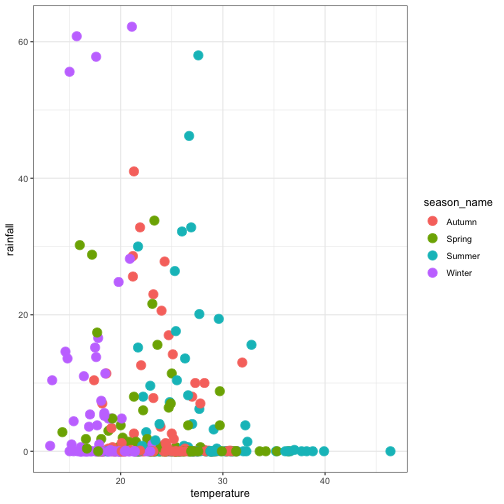 60
40
20
0
rainfall
20
30
40
temperature
season_name
Autumn
Spring
Summer
Winter